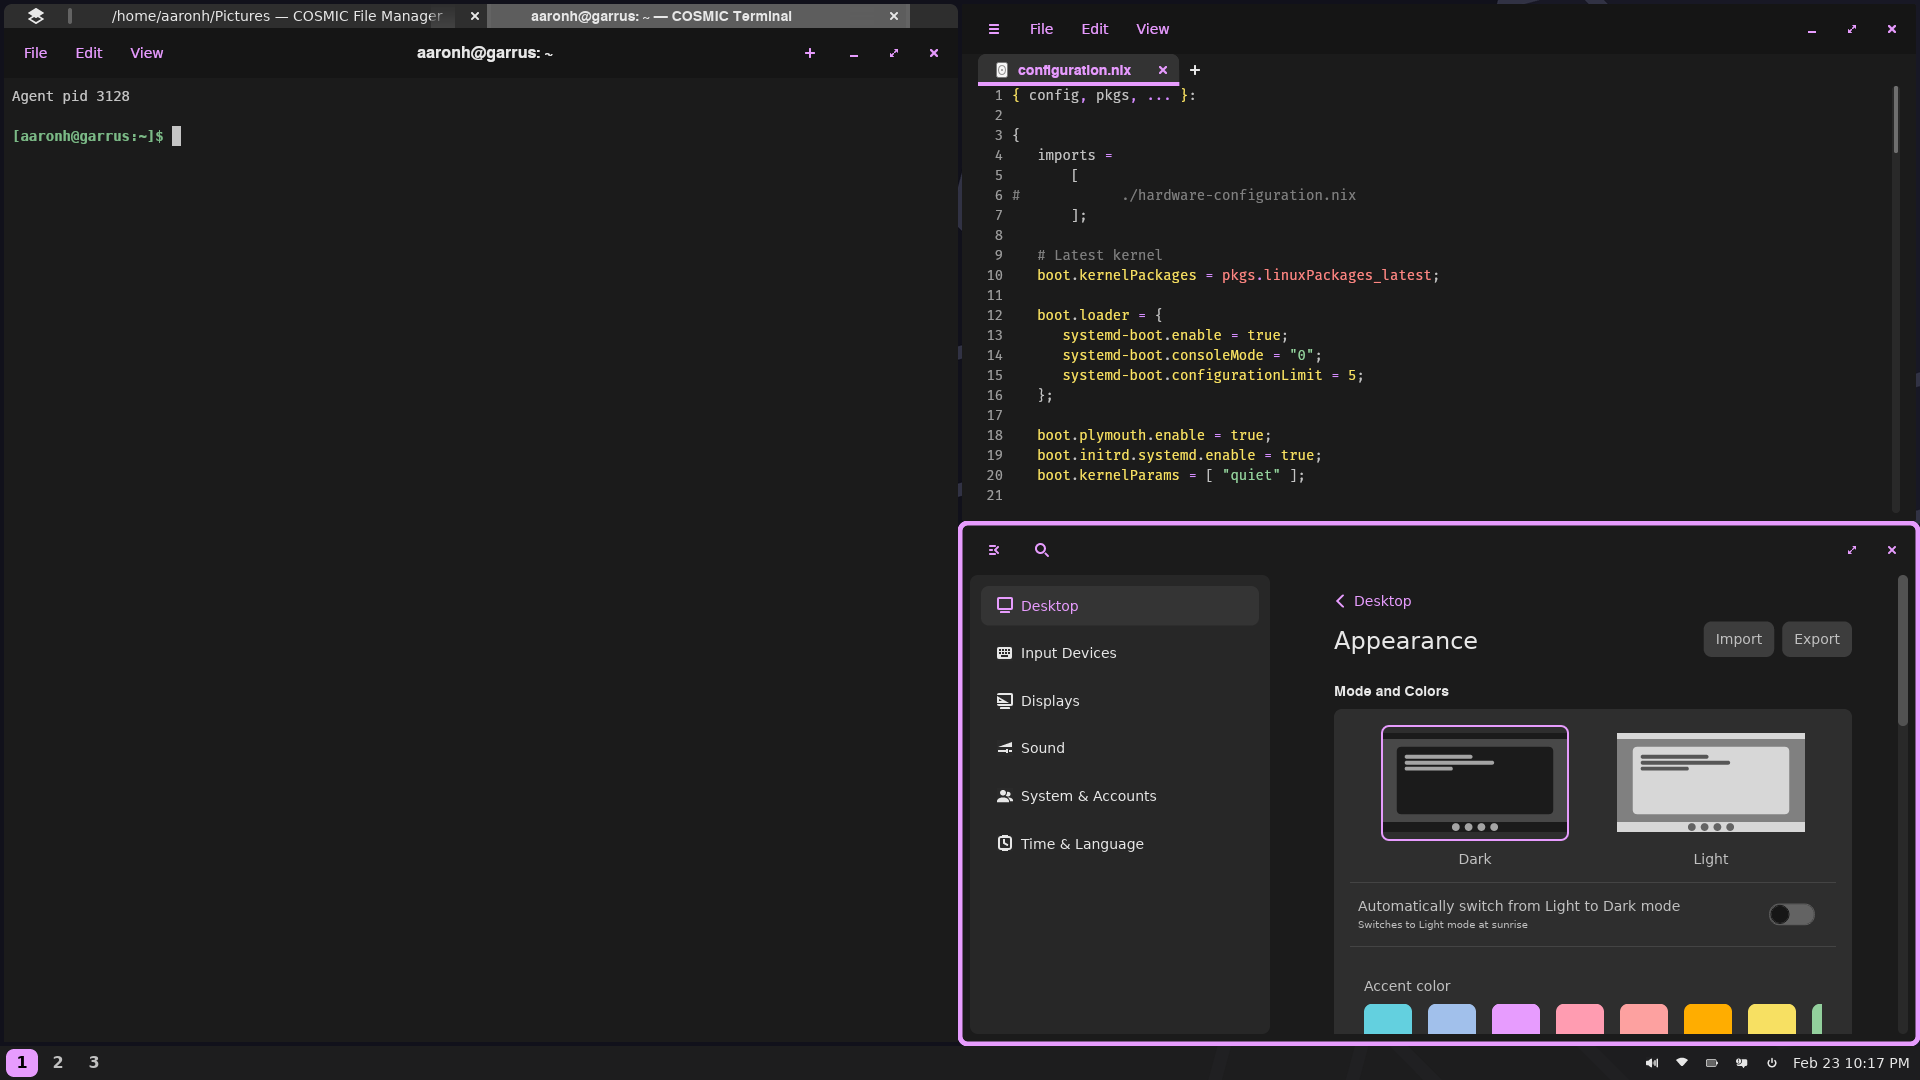 /home/aaronh/Pictures — COSMIC File Manager
aaronh@garrus: ~ — COSMIC Terminal
File Edit View
aaronh@garrus: ~
Agent pid 3128
[aaronh@garrus:~]$
File Edit View
configuration.nix
1 { config, pkgs, ... }:
2
3 {
4 imports =
5 [
6 # ./hardware-configuration.nix
7 ];
8
9 # Latest kernel
10 boot.kernelPackages = pkgs.linuxPackages_latest;
11
12 boot.loader = {
13 systemd-boot.enable = true;
14 systemd-boot.consoleMode = "0";
15 systemd-boot.configurationLimit = 5;
16 };
17
18 boot.plymouth.enable = true;
19 boot.initrd.systemd.enable = true;
20 boot.kernelParams = [ "quiet" ];
21
Desktop
Input Devices
Displays
Sound
System & Accounts
Time & Language
Desktop
Appearance
Import Export
Mode and Colors
Dark Light
Automatically switch from Light to Dark mode
Switches to Light mode at sunrise
Accent color
1 2 3
Feb 23 10:17 PM